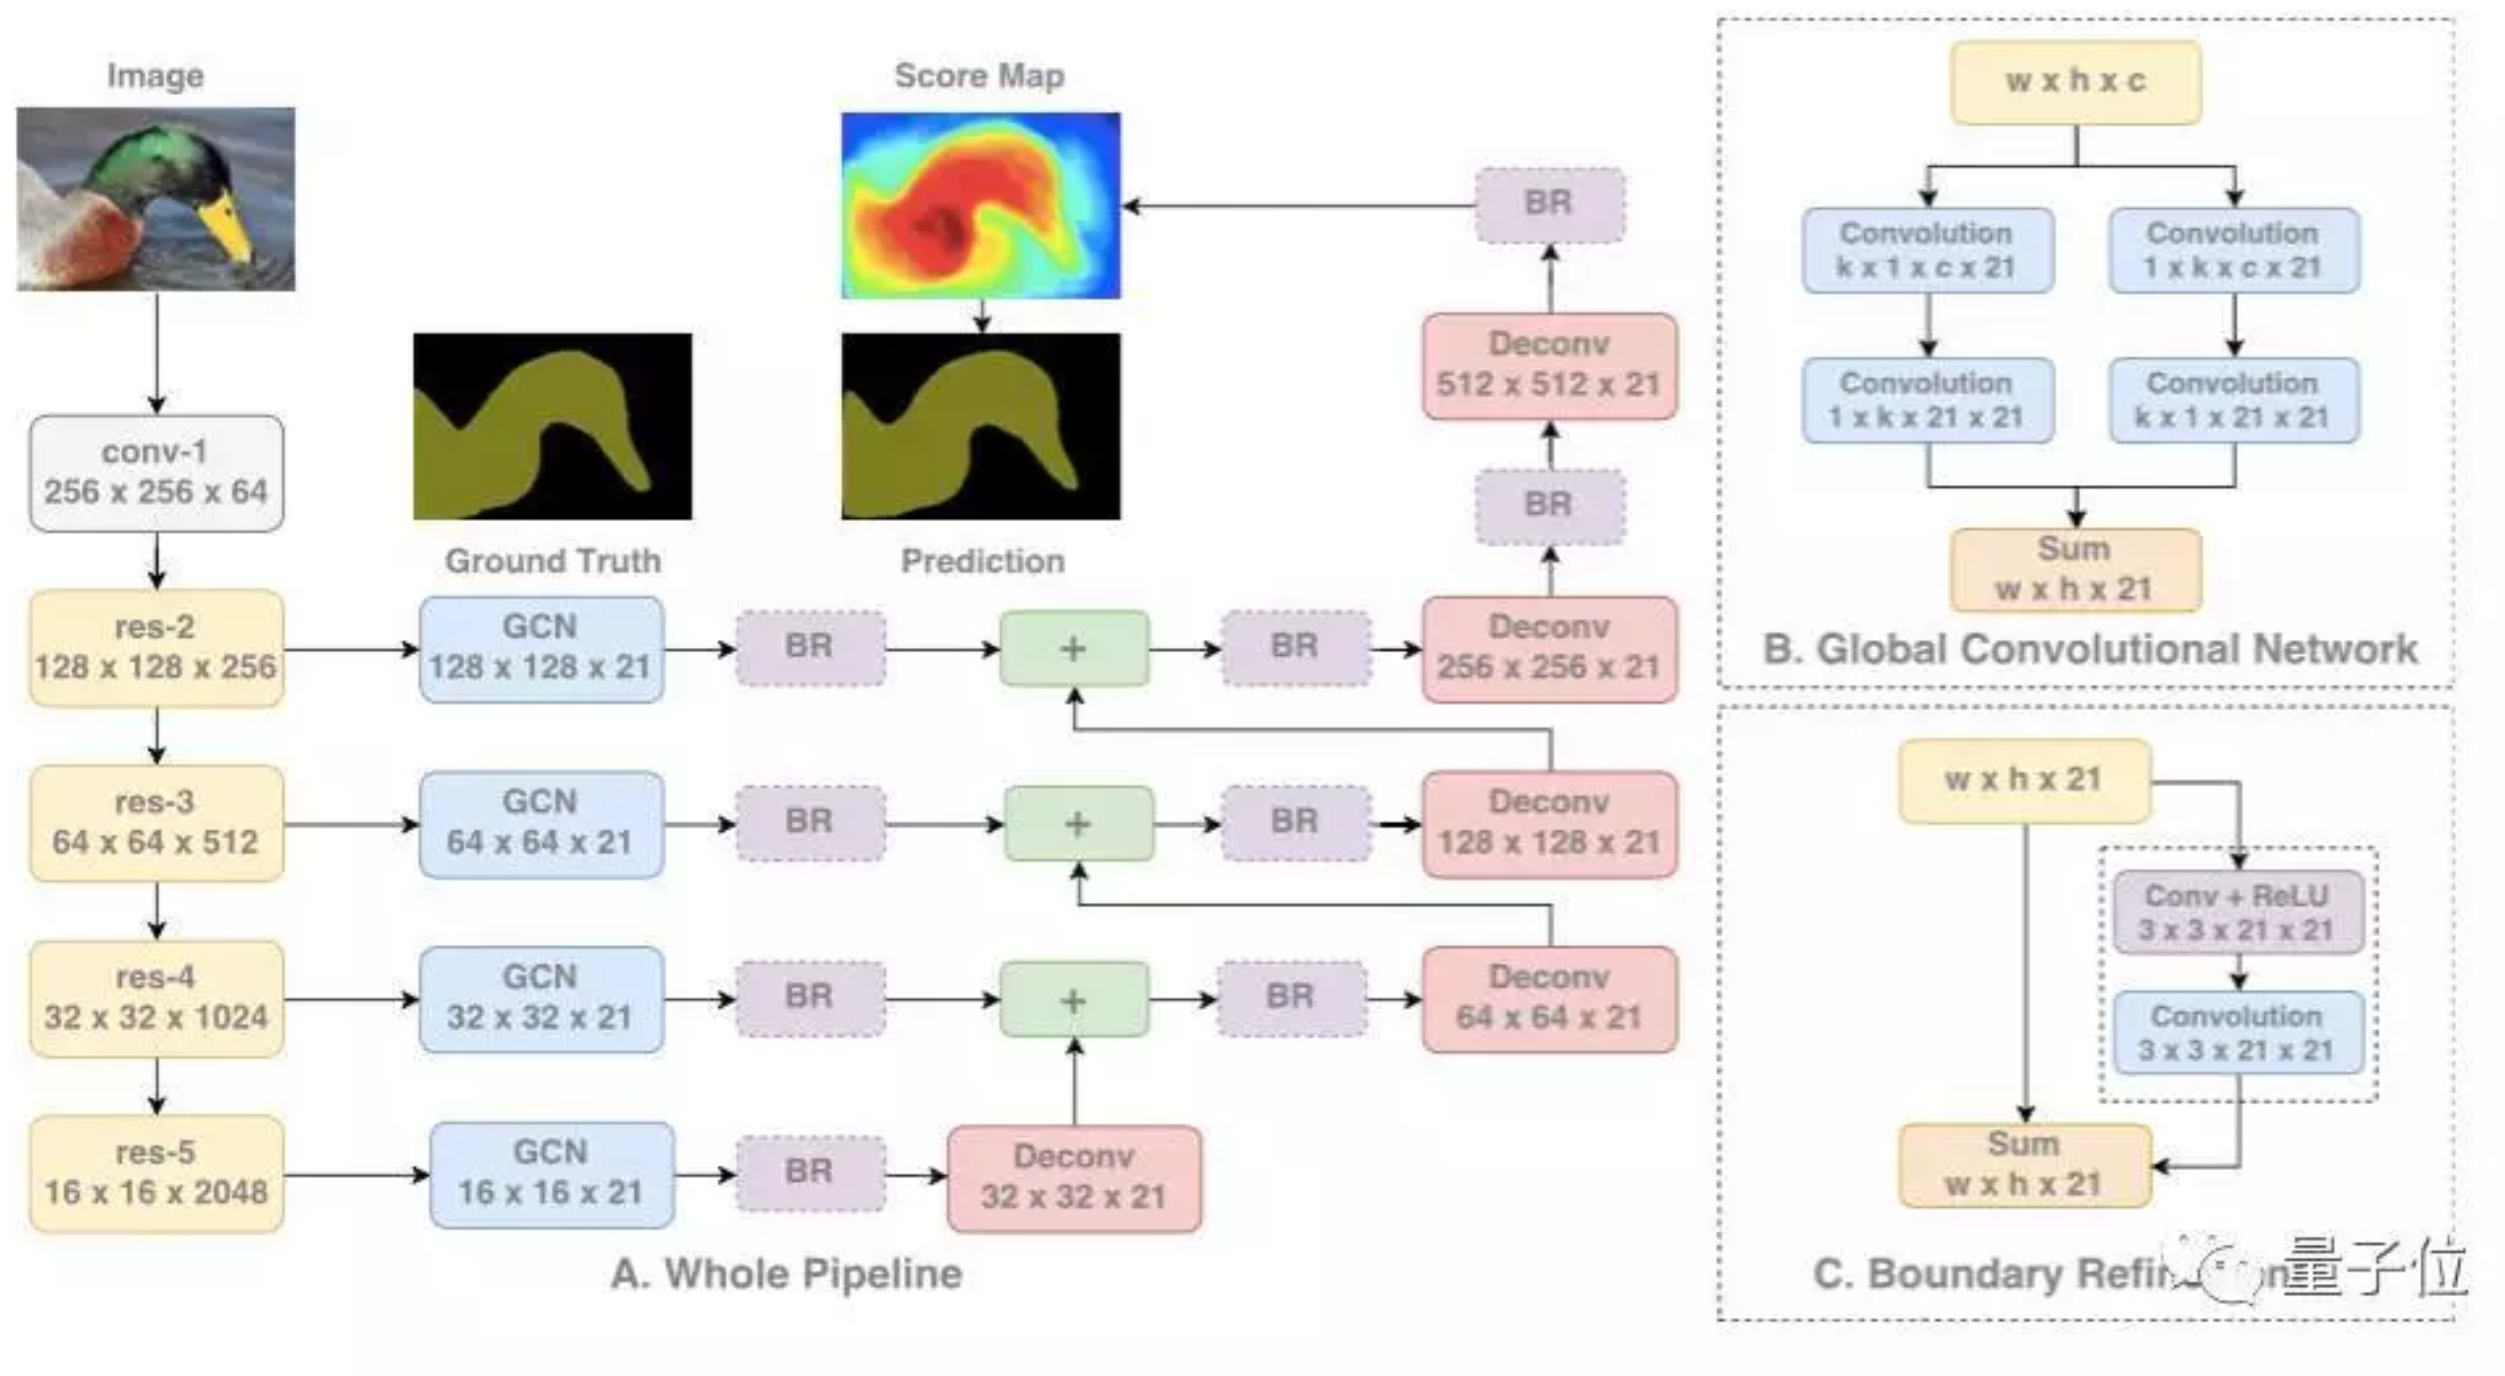 Image
Score Map
conv-1
256 x 256 x 64
Ground Truth
Prediction
BR
Deconv
512 x 512 x 21
BR
res-2
128 x 128 x 256
GCN
128 x 128 x 21
BR
+
BR
Deconv
256 x 256 x 21
res-3
64 x 64 x 512
GCN
64 x 64 x 21
BR
+
BR
Deconv
128 x 128 x 21
res-4
32 x 32 x 1024
GCN
32 x 32 x 21
BR
+
BR
Deconv
64 x 64 x 21
res-5
16 x 16 x 2048
GCN
16 x 16 x 21
BR
Deconv
32 x 32 x 21
A. Whole Pipeline
w x h x c
Convolution
k x 1 x c x 21
Convolution
1 x k x c x 21
Convolution
1 x k x 21 x 21
Convolution
k x 1 x 21 x 21
Sum
w x h x 21
B. Global Convolutional Network
w x h x 21
Conv + ReLU
3 x 3 x 21 x 21
Convolution
3 x 3 x 21 x 21
Sum
w x h x 21
C. Boundary
量子位